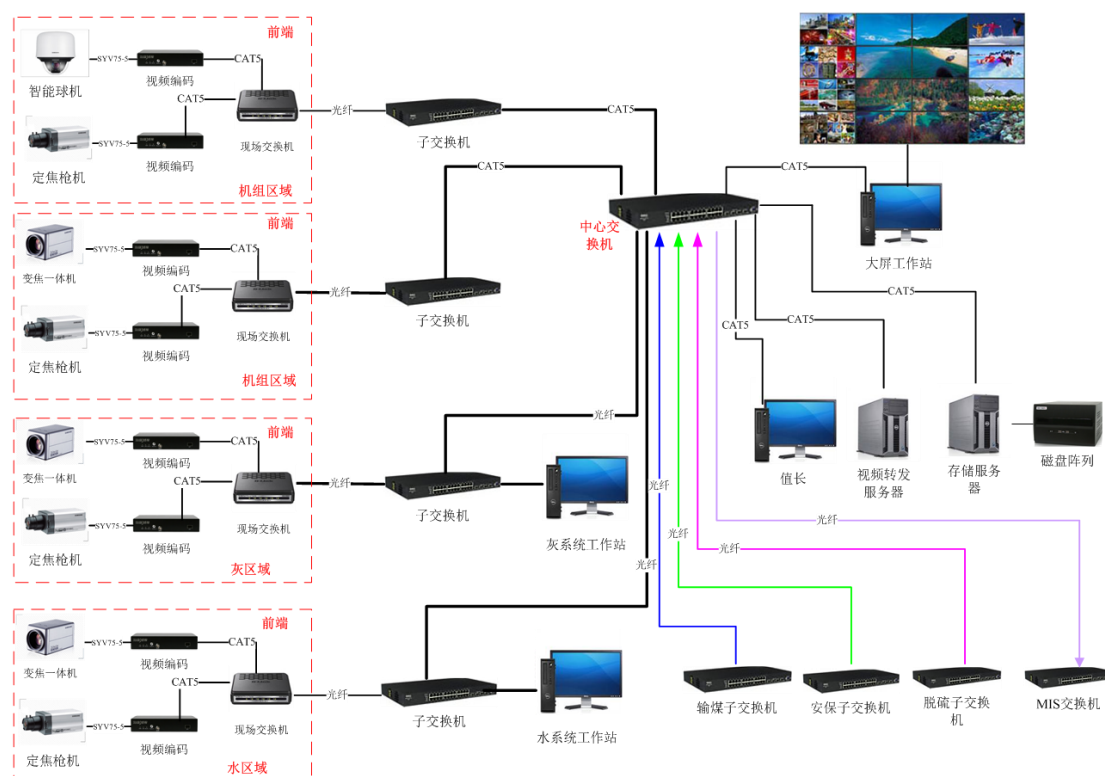 前端
SYV75-5
视频编码
CAT5
智能球机
CAT5
现场交换机
定焦枪机
SYV75-5
视频编码
机组区域
光纤
子交换机
CAT5
前端
SYV75-5
视频编码
CAT5
变焦一体机
CAT5
现场交换机
定焦枪机
SYV75-5
视频编码
机组区域
光纤
子交换机
CAT5
中心交
换机
CAT5
大屏工作站
CAT5
CAT5
CAT5
值长
视频转发
服务器
存储服务
器
磁盘阵列
前端
SYV75-5
视频编码
CAT5
变焦一体机
CAT5
现场交换机
定焦枪机
SYV75-5
视频编码
灰区域
光纤
子交换机
光纤
灰系统工作站
光纤
光纤
光纤
光纤
前端
SYV75-5
视频编码
CAT5
变焦一体机
CAT5
现场交换机
定焦枪机
SYV75-5
视频编码
水区域
光纤
子交换机
水系统工作站
输煤子交换机
安保子交换机
脱硫子交换
机
MIS交换机